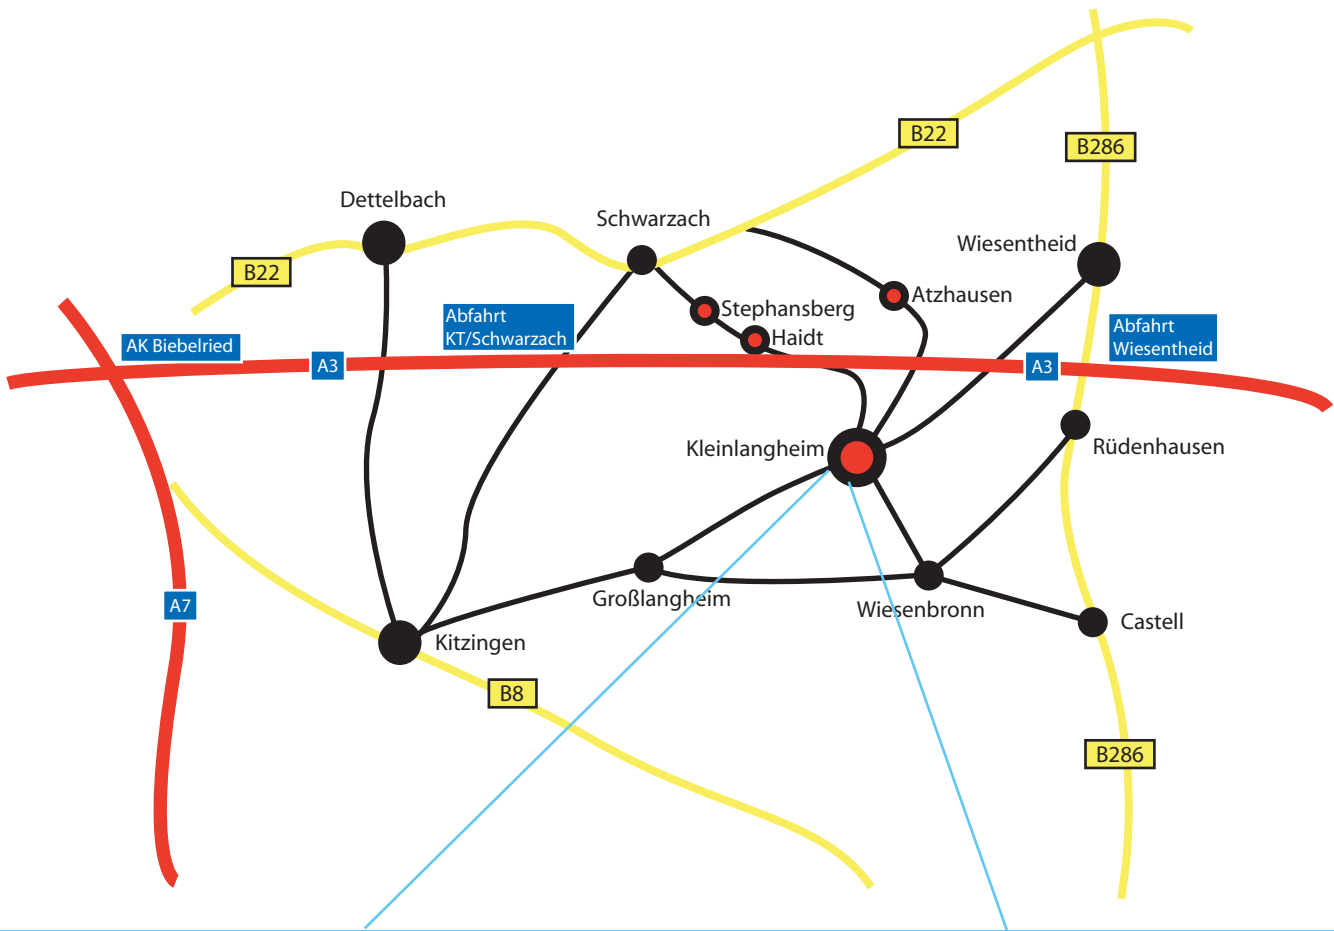 B22
B286
Dettelbach
Schwarzach
Wiesentheid
B22
Stephansberg
Atzhausen
Abfahrt
KT/Schwarzach
Haidt
Abfahrt
Wiesentheid
AK Biebelried
A3
A3
Kleinlangheim
Rüdenhausen
A7
Großlangheim
Wiesenbronn
Castell
Kitzingen
B8
B286